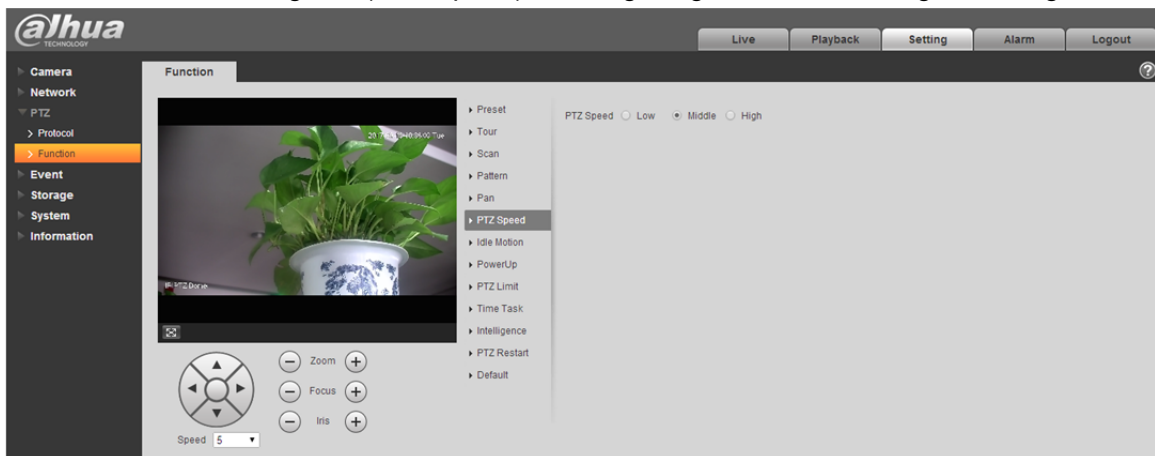 alhua
TECHNOLOGY
Live
Playback
Setting
Alarm
Logout
?
Camera
Network
PTZ
Protocol
Function
Event
Storage
System
Information
Function
Preset
Tour
Scan
Pattern
Pan
PTZ Speed
Idle Motion
PowerUp
PTZ Limit
Time Task
Intelligence
PTZ Restart
Default
PTZ Speed Low Middle High
Zoom
Focus
Iris
Speed 5